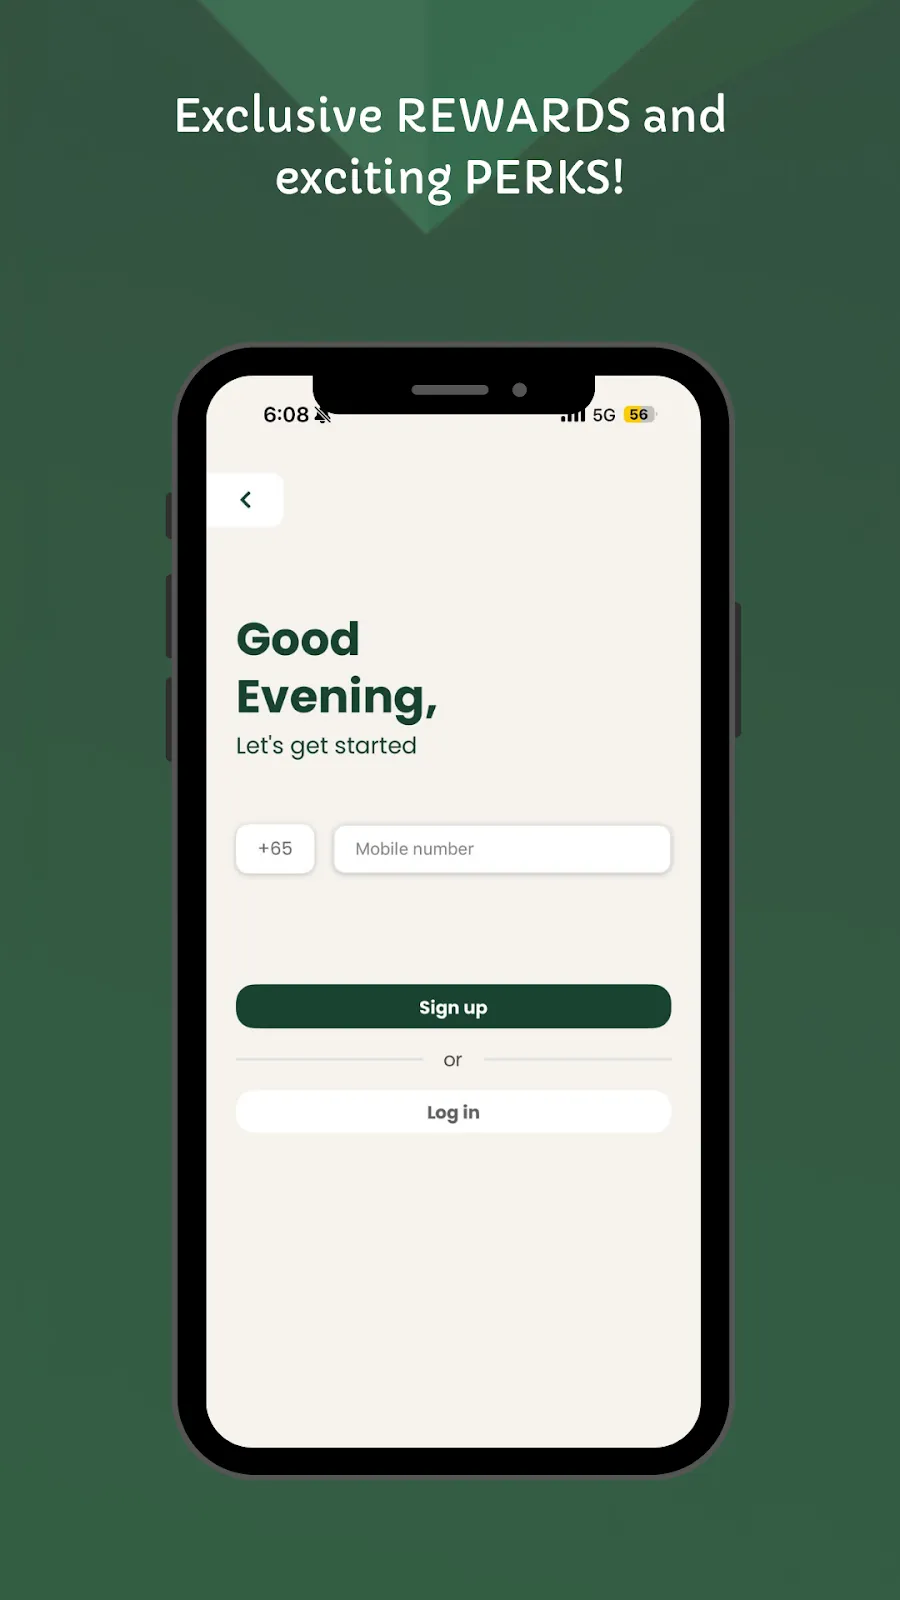 Exclusive REWARDS and
exciting PERKS!
6:08 5G 56
Good
Evening,
Let's get started
+65 Mobile number
Sign up
or
Log in